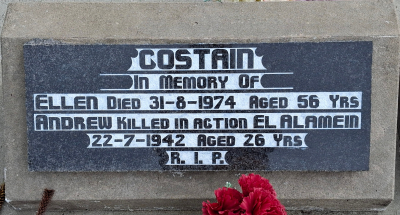 COSTAIN
IN MEMORY OF
ELLEN DIED 31-8-1974 AGED 56 YRS
ANDREW KILLED IN ACTION EL ALAMEIN
22-7-1942 AGED 26 YRS
R. I. P.